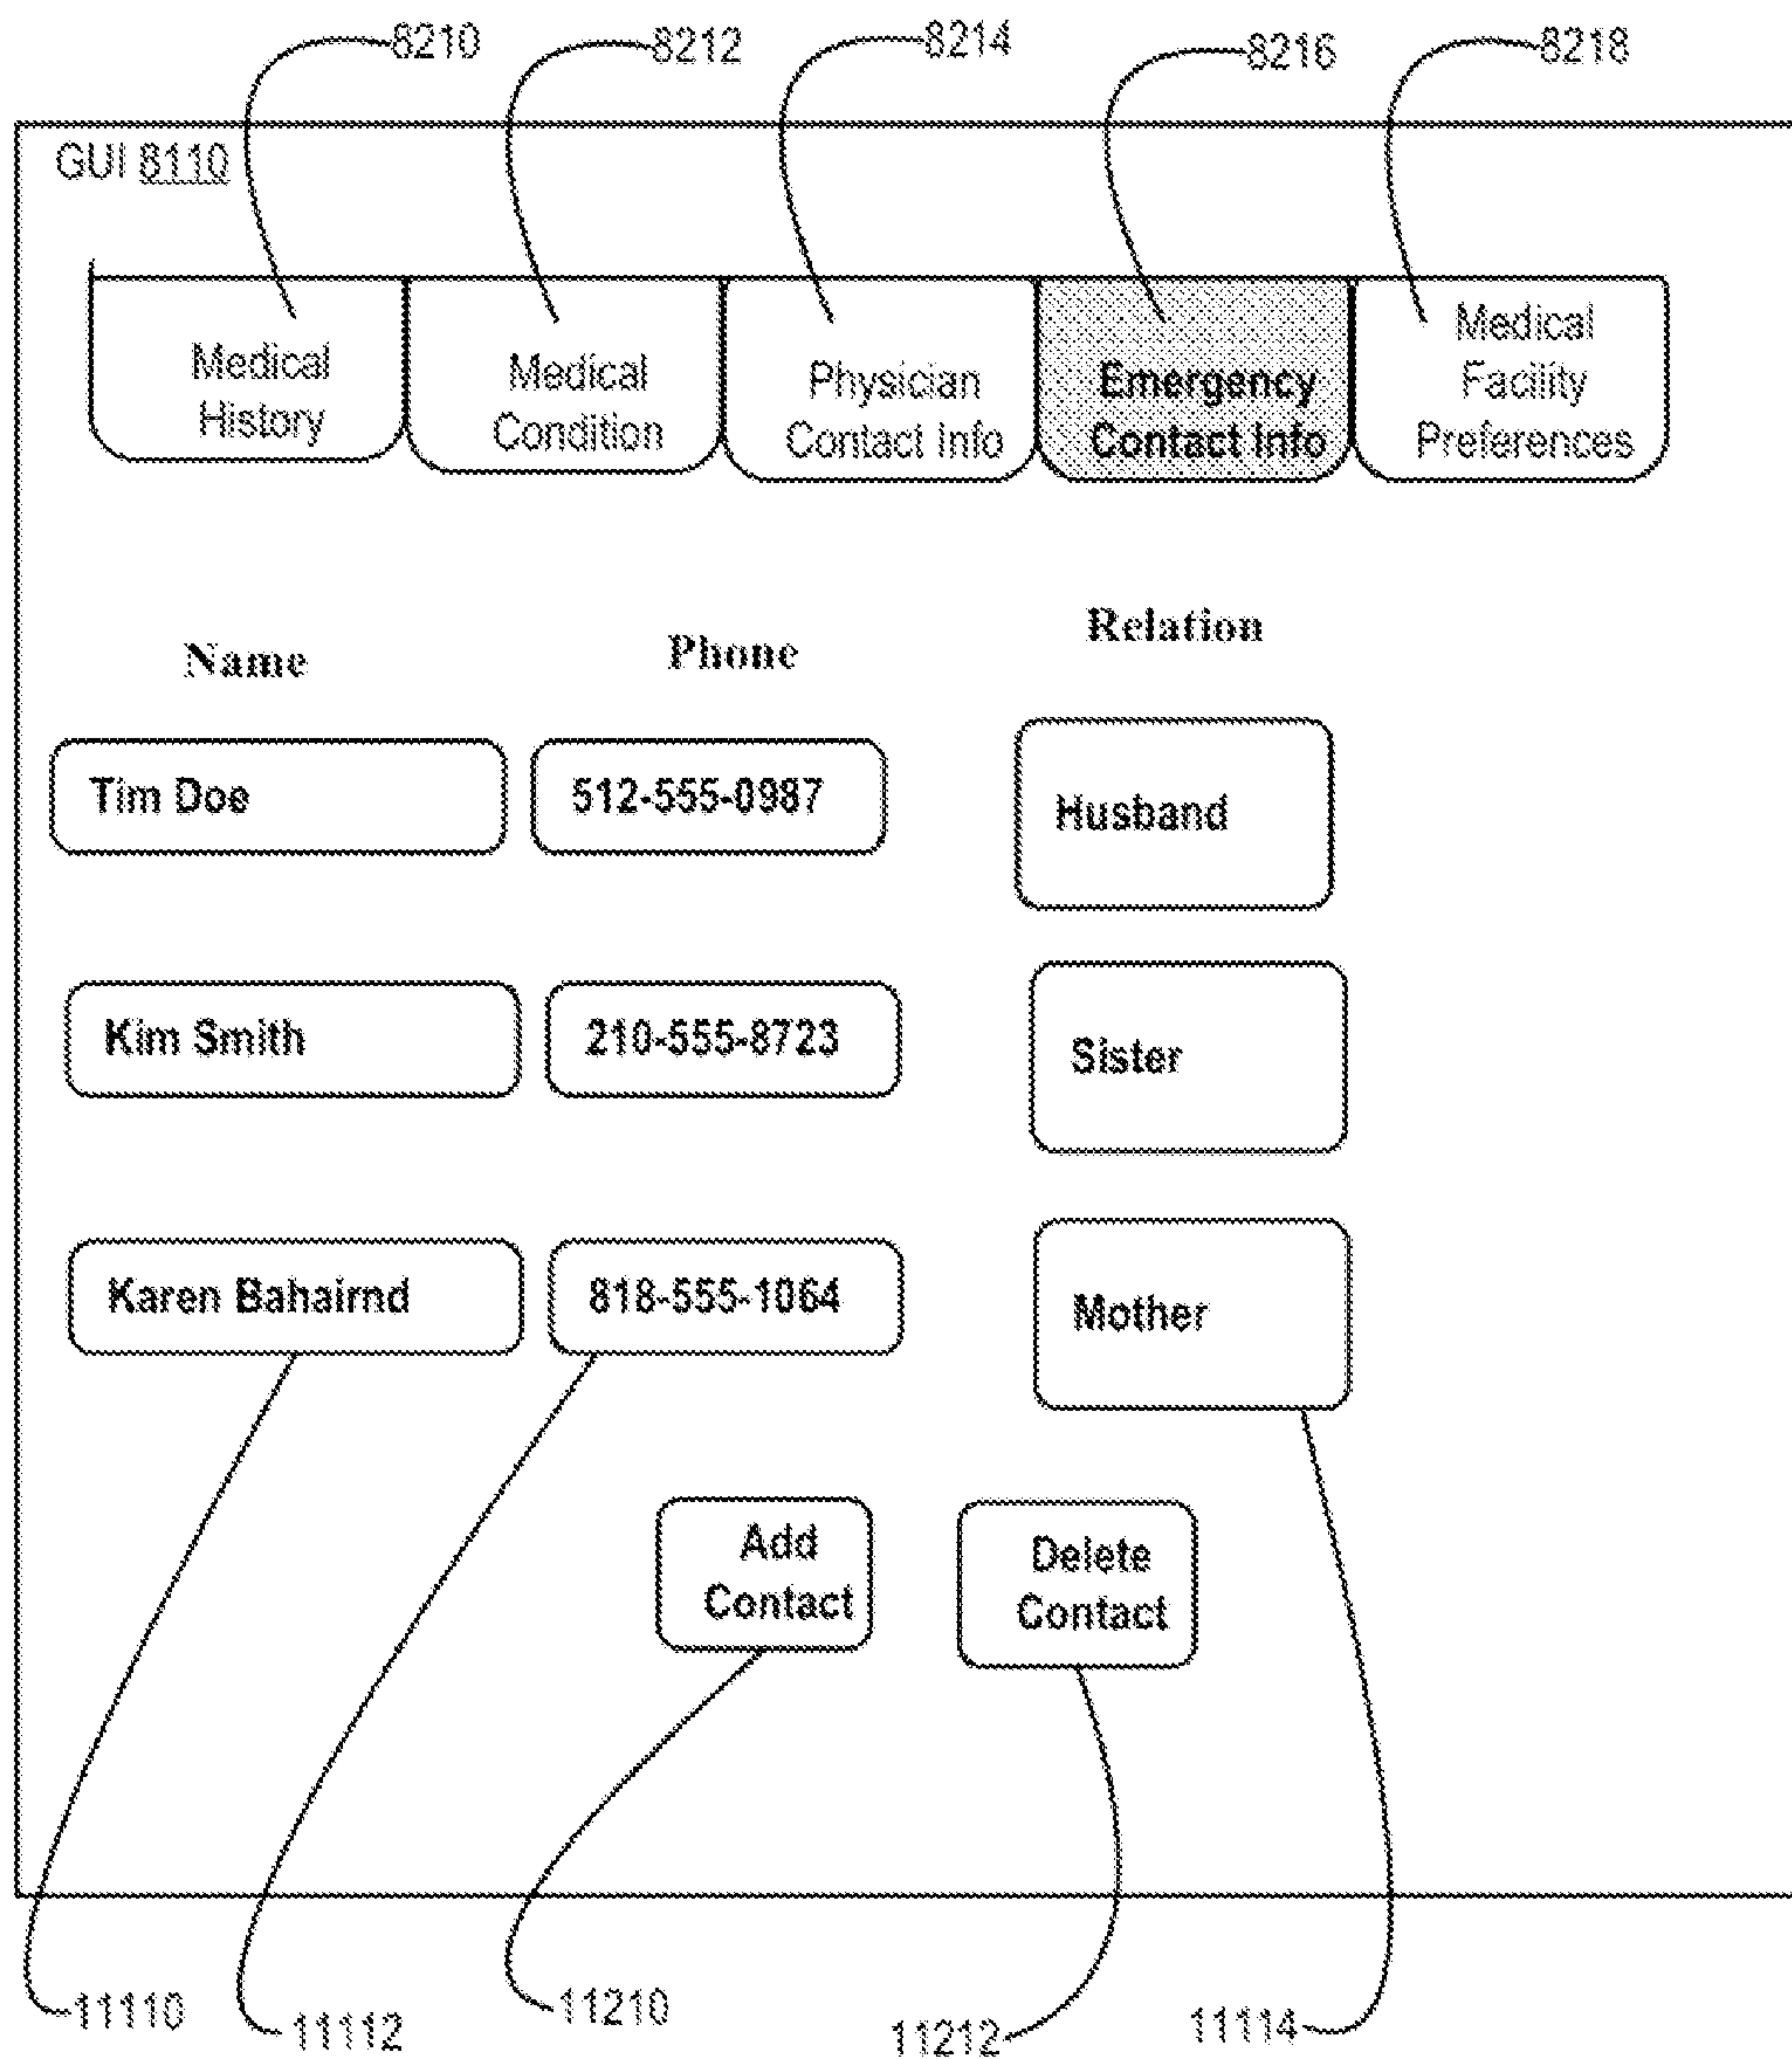 8210 8212 8214 8216 8218
GUI 8110
Medical
History
Medical
Condition
Physician
Contact Info
Emergency
Contact Info
Medical
Facility
Preferences
Name Phone Relation
Tim Doe 512-555-0987 Husband
Kim Smith 210-555-8723 Sister
Karen Bahairnd 818-555-1064 Mother
Add
Contact
Delete
Contact
11110 11112 11210 11212 11114